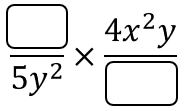 □/5y² × 4x²y/□